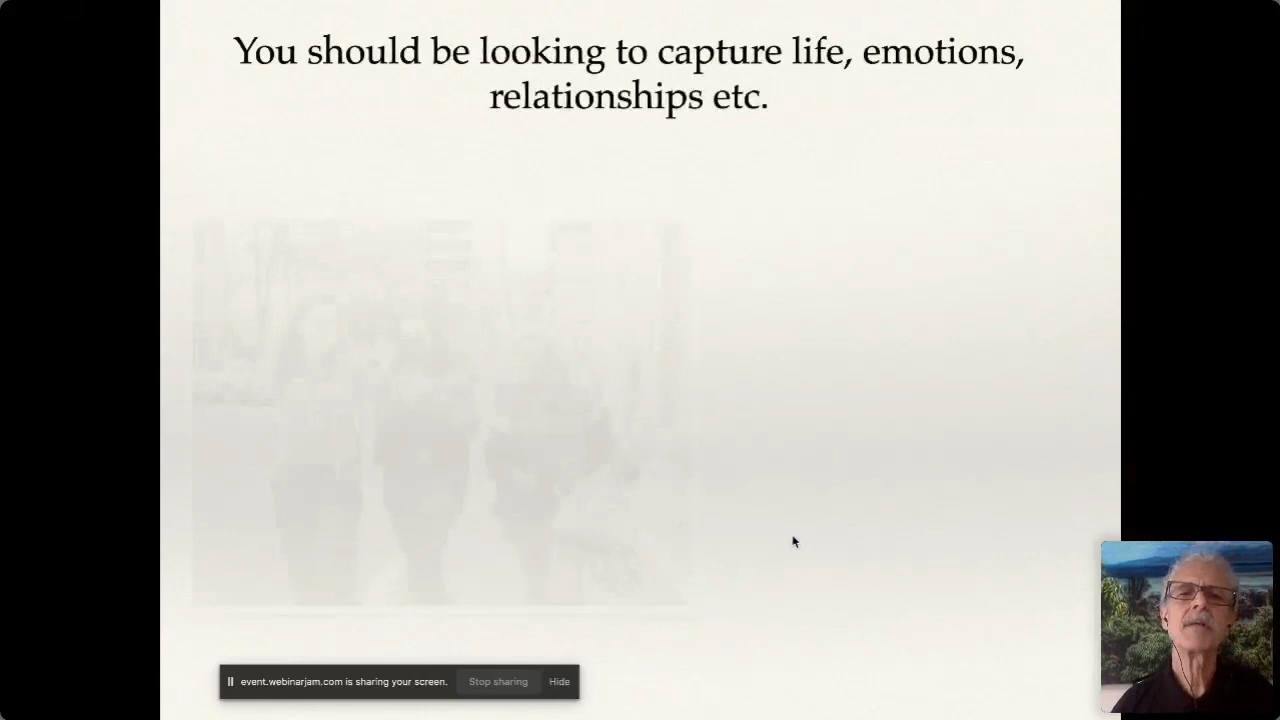 You should be looking to capture life, emotions,
relationships etc.
event.webinarjam.com is sharing your screen. Stop sharing Hide